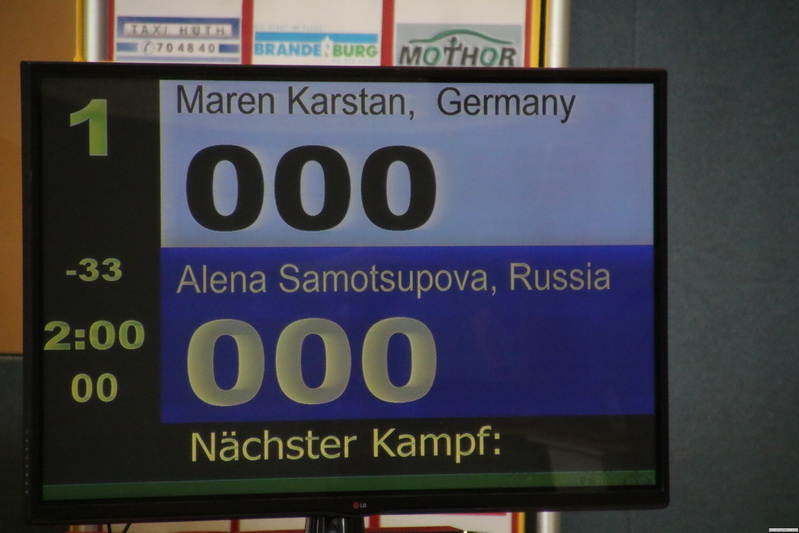 TAXI HUTH
704840
BRANDENBURG
MOTHOR
1
Maren Karstan, Germany
000
-33
Alena Samotsupova, Russia
2:00
000
00
Nächster Kampf:
LG